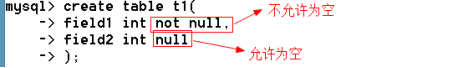 mysql> create table t1(
不允许为空
-> field1 int not null,
-> field2 int null
允许为空
-> );